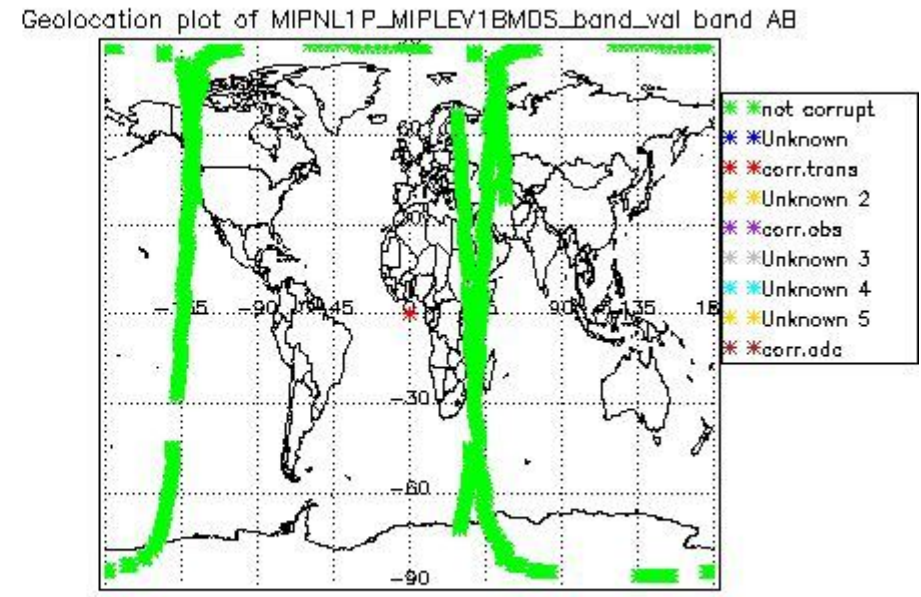 Geolocation plot of MIPNL1P_MIPLEV1BMDS_band_val band AB
not corrupt
Unknown
corr.trans
Unknown 2
corr.obs
Unknown 3
Unknown 4
Unknown 5
corr.adc
60
-90
90
135
-30
-60
-90